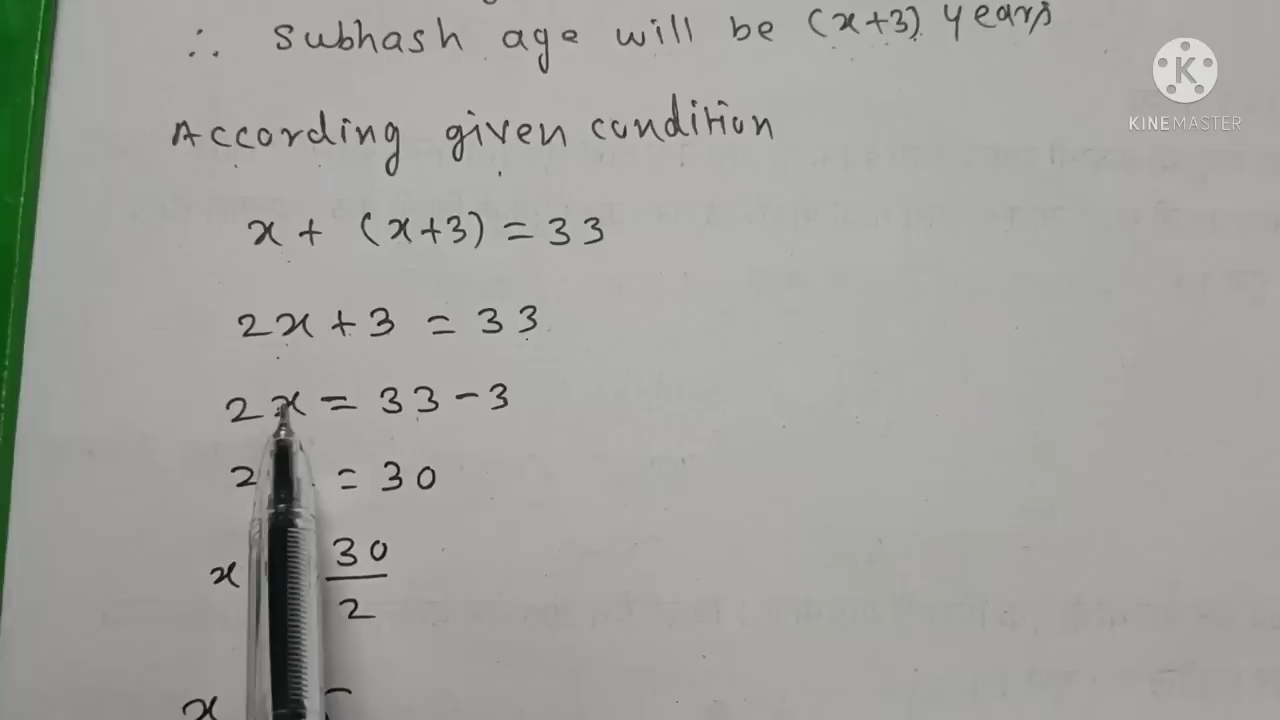 ∴ Subhash age will be (x+3) years
K
KINEMASTER
According given condition
x + (x+3) = 33
2x + 3 = 33
2x = 33 - 3
2 = 30
x 30/2
x